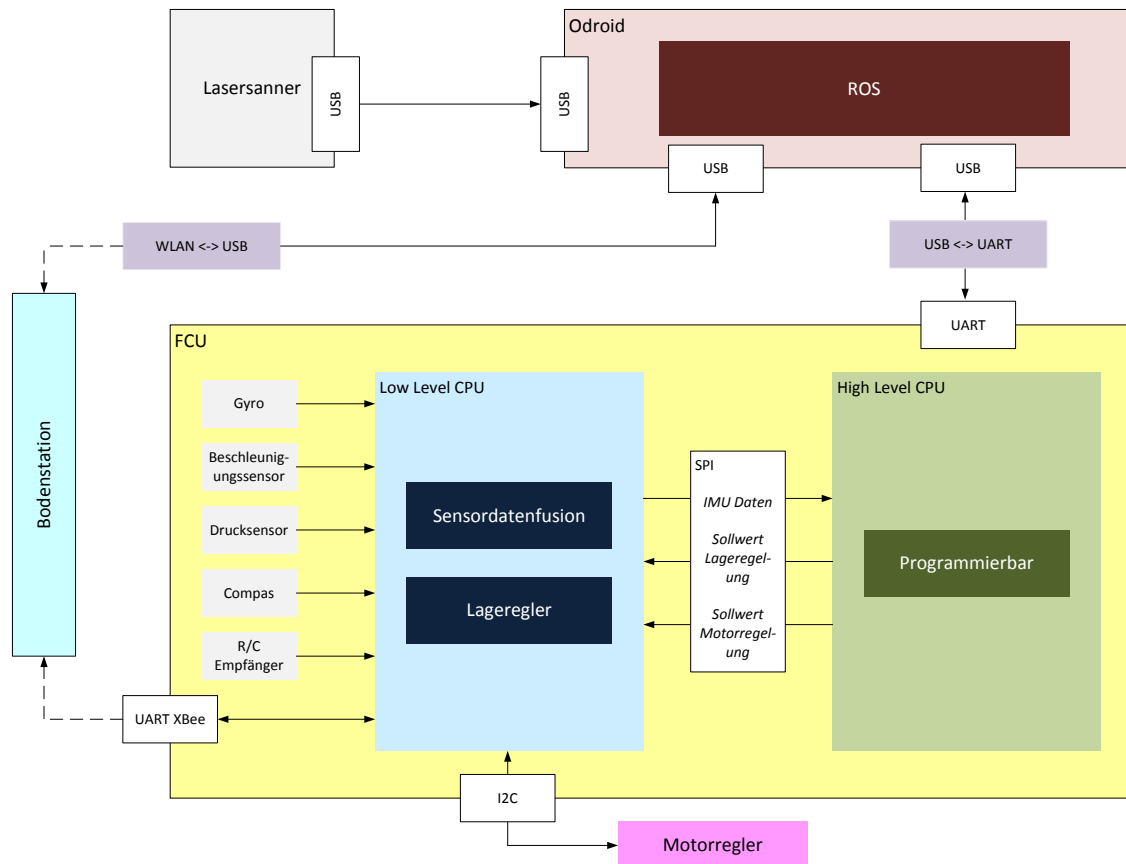 Odroid
Lasersanner
USB
USB
ROS
USB
USB
WLAN <-> USB
USB <-> UART
UART
Bodenstation
FCU
Low Level CPU
High Level CPU
Gyro
Beschleunig-
ungssensor
Drucksensor
Compas
R/C
Empfänger
Sensordatenfusion
Lageregler
SPI
IMU Daten
Sollwert
Lageregel-
ung
Sollwert
Motorregel-
ung
Programmierbar
UART XBee
I2C
Motorregler